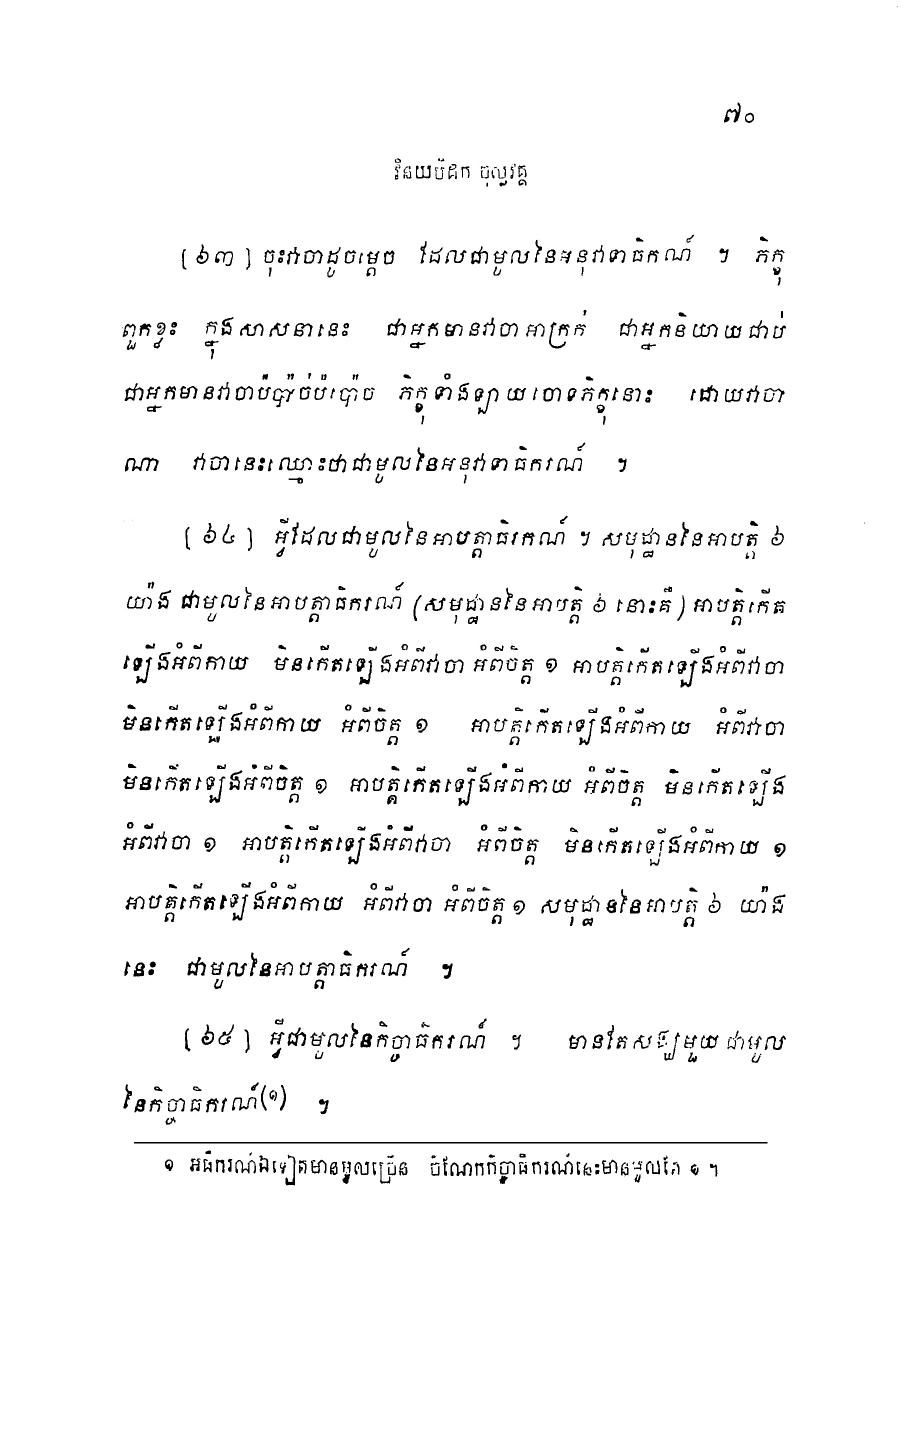 ៧០
វិនយបិដក ចុល្លវគ្គ
[ ៦៣ ] ចុះវាចាដូចម្តេច ដែលជាមូលនៃអនុវាទាធិករណ៍ ។ ភិក្ខុ
ពួកខ្លះ ក្នុងសាសនានេះ ជាអ្នកមានវាចាអាក្រក់ ជាអ្នកនិយាយជាប់
ជាអ្នកមានវាចាប៉ប៉ាច់ប៉ប៉ោច ភិក្ខុទាំងឡាយចោទភិក្ខុនោះ ដោយវាចា
ណា វាចានេះឈ្មោះថាជាមូលនៃអនុវាទាធិករណ៍ ។
[ ៦៤ ] អ្វីដែលជាមូលនៃអាបត្តាធិរកណ៍ ។ សមុដ្ឋាននៃអាបត្តិ ៦
យ៉ាង ជាមូលនៃអាបត្តាធិករណ៍ (សមុដ្ឋាននៃអាបត្តិ ៦ នោះគឺ) អាបត្តិកើត
ឡើងអំពីកាយ មិនកើតឡើងអំពីវាចា អំពីចិត្ត ១ អាបត្តិកើតឡើងអំពីវាចា
មិនកើតឡើងអំពីកាយ អំពីចិត្ត ១ អាបត្តិកើតឡើងអំពីកាយ អំពីវាចា
មិនកើតឡើងអំពីចិត្ត ១ អាបត្តិកើតឡើងអំពីកាយ អំពីចិត្ត មិនកើតឡើង
អំពីវាចា ១ អាបត្តិកើតឡើងអំពីវាចា អំពីចិត្ត មិនកើតឡើងអំពីកាយ ១
អាបត្តិកើតឡើងអំពីកាយ អំពីវាចា អំពីចិត្ត ១ សមុដ្ឋាននៃអាបត្តិ ៦ យ៉ាង
នេះ ជាមូលនៃអាបត្តាធិករណ៍ ។
[ ៦៥ ] អ្វីជាមូលនៃកិច្ចាធិករណ៍ ។ មានតែសង្ឃមួយ ជាមូល
នៃកិច្ចាធិករណ៍(១) ។
១ អធិករណ៍ឯទៀតមានមូលច្រើន ចំណែកកិច្ចាធិករណ៍នេះមានមូលតែ ១ ។